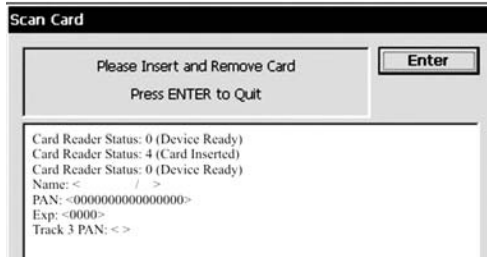 Scan Card
Please Insert and Remove Card
Enter
Press ENTER to Quit
Card Reader Status: 0 (Device Ready)
Card Reader Status: 4 (Card Inserted)
Card Reader Status: 0 (Device Ready)
Name: < / >
PAN: <0000000000000000>
Exp: <0000>
Track 3 PAN: < >